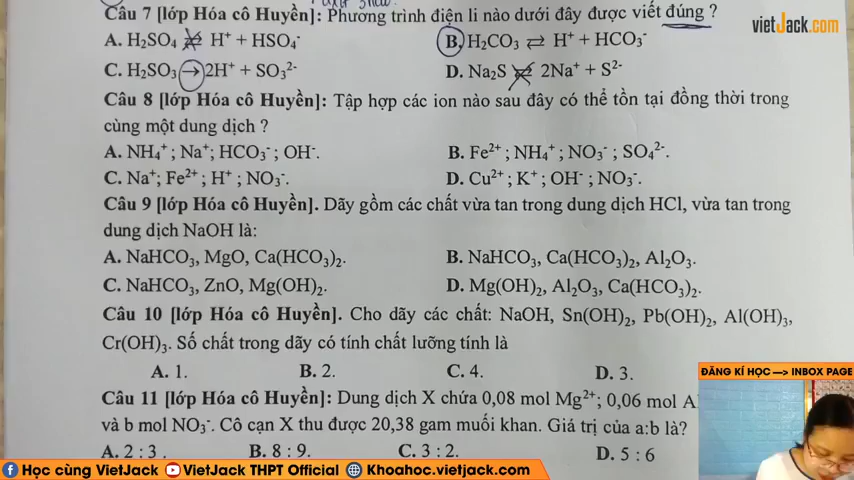 Câu 7 [lớp Hóa cô Huyền]: Phương trình điện li nào dưới đây được viết đúng ?
vietJack.com
A. H₂SO₄ ⇄ H⁺ + HSO₄⁻
B. H₂CO₃ ⇄ H⁺ + HCO₃⁻
C. H₂SO₃ → 2H⁺ + SO₃²⁻
D. Na₂S ⇄ 2Na⁺ + S²⁻
Câu 8 [lớp Hóa cô Huyền]: Tập hợp các ion nào sau đây có thể tồn tại đồng thời trong
cùng một dung dịch ?
A. NH₄⁺ ; Na⁺; HCO₃⁻ ; OH⁻.
B. Fe²⁺ ; NH₄⁺ ; NO₃⁻ ; SO₄²⁻.
C. Na⁺; Fe²⁺ ; H⁺ ; NO₃⁻.
D. Cu²⁺ ; K⁺ ; OH⁻ ; NO₃⁻.
Câu 9 [lớp Hóa cô Huyền]. Dãy gồm các chất vừa tan trong dung dịch HCl, vừa tan trong
dung dịch NaOH là:
A. NaHCO₃, MgO, Ca(HCO₃)₂.
B. NaHCO₃, Ca(HCO₃)₂, Al₂O₃.
C. NaHCO₃, ZnO, Mg(OH)₂.
D. Mg(OH)₂, Al₂O₃, Ca(HCO₃)₂.
Câu 10 [lớp Hóa cô Huyền]. Cho dãy các chất: NaOH, Sn(OH)₂, Pb(OH)₂, Al(OH)₃,
Cr(OH)₃. Số chất trong dãy có tính chất lưỡng tính là
A. 1.
B. 2.
C. 4.
D. 3.
ĐĂNG KÍ HỌC —> INBOX PAGE
Câu 11 [lớp Hóa cô Huyền]: Dung dịch X chứa 0,08 mol Mg²⁺; 0,06 mol A
và b mol NO₃⁻. Cô cạn X thu được 20,38 gam muối khan. Giá trị của a:b là?
A. 2 : 3 .
B. 8 : 9.
C. 3 : 2.
D. 5 : 6
Học cùng VietJack VietJack THPT Official Khoahoc.vietjack.com